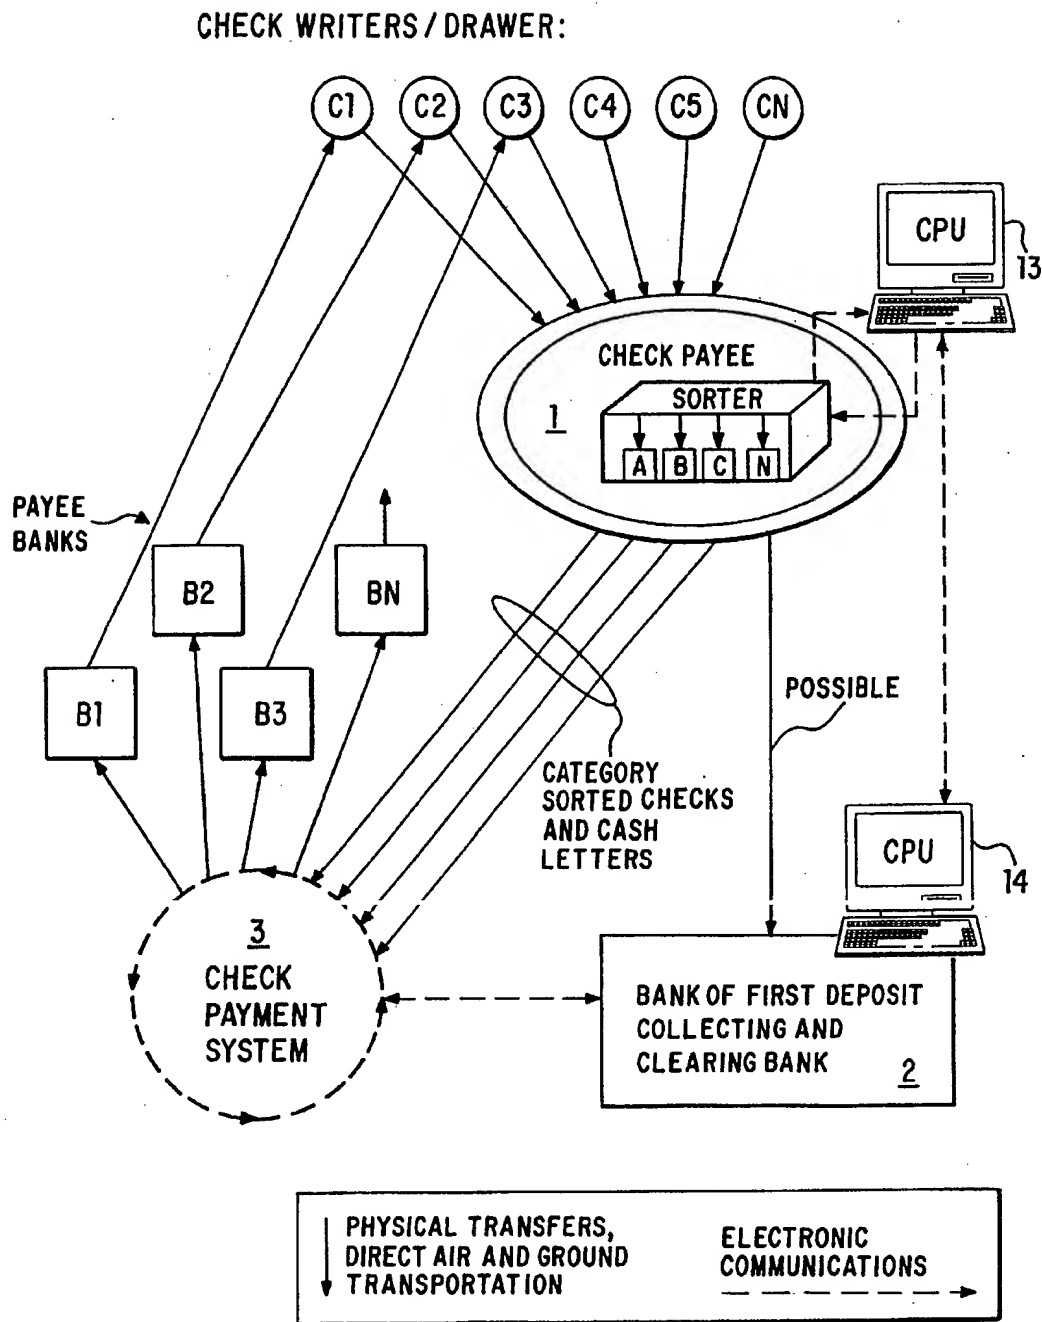 CHECK WRITERS / DRAWER:
C1 C2 C3 C4 C5 CN
CPU
13
CHECK PAYEE
SORTER
1
A B C N
PAYEE
BANKS
B2
BN
B1
B3
POSSIBLE
CATEGORY
SORTED CHECKS
AND CASH
LETTERS
CPU
14
3
CHECK
PAYMENT
SYSTEM
BANK OF FIRST DEPOSIT
COLLECTING AND
CLEARING BANK
2
PHYSICAL TRANSFERS,
DIRECT AIR AND GROUND
TRANSPORTATION
ELECTRONIC
COMMUNICATIONS